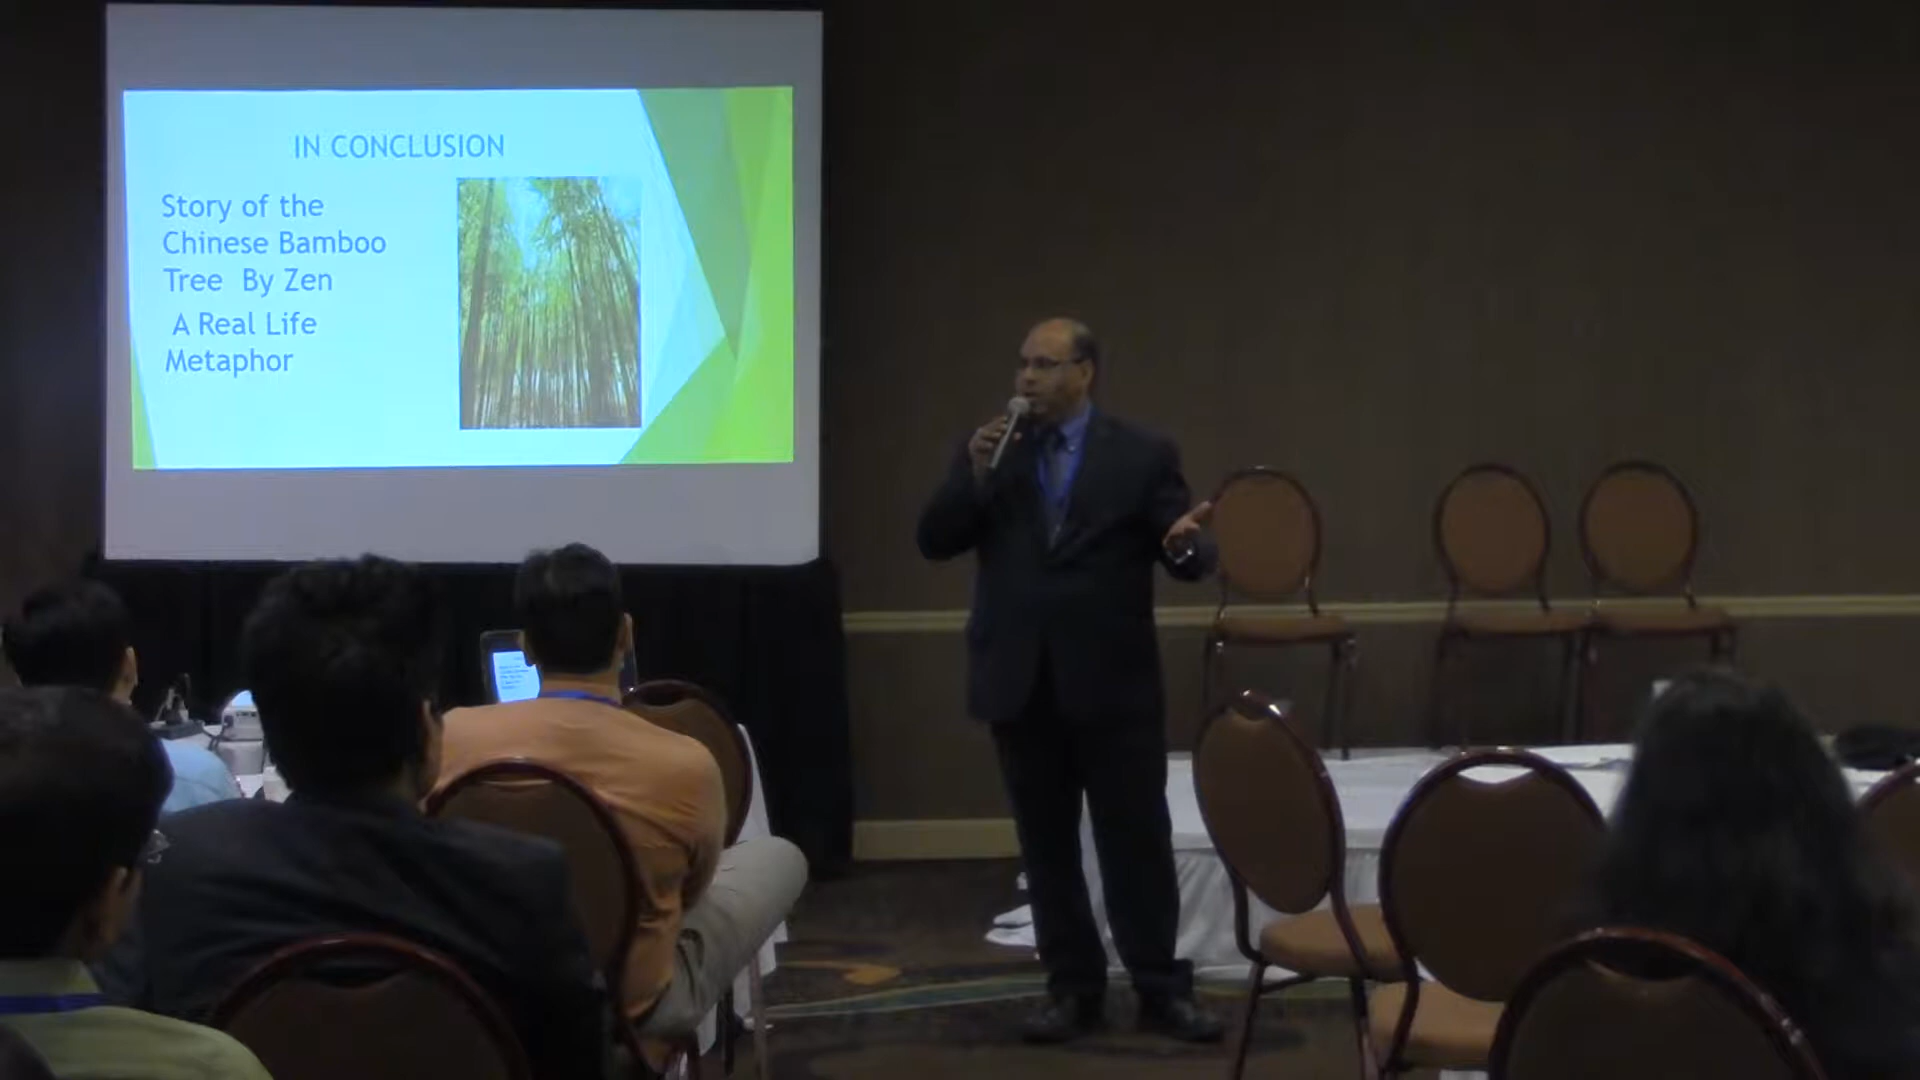 IN CONCLUSION
Story of the
Chinese Bamboo
Tree By Zen
A Real Life
Metaphor